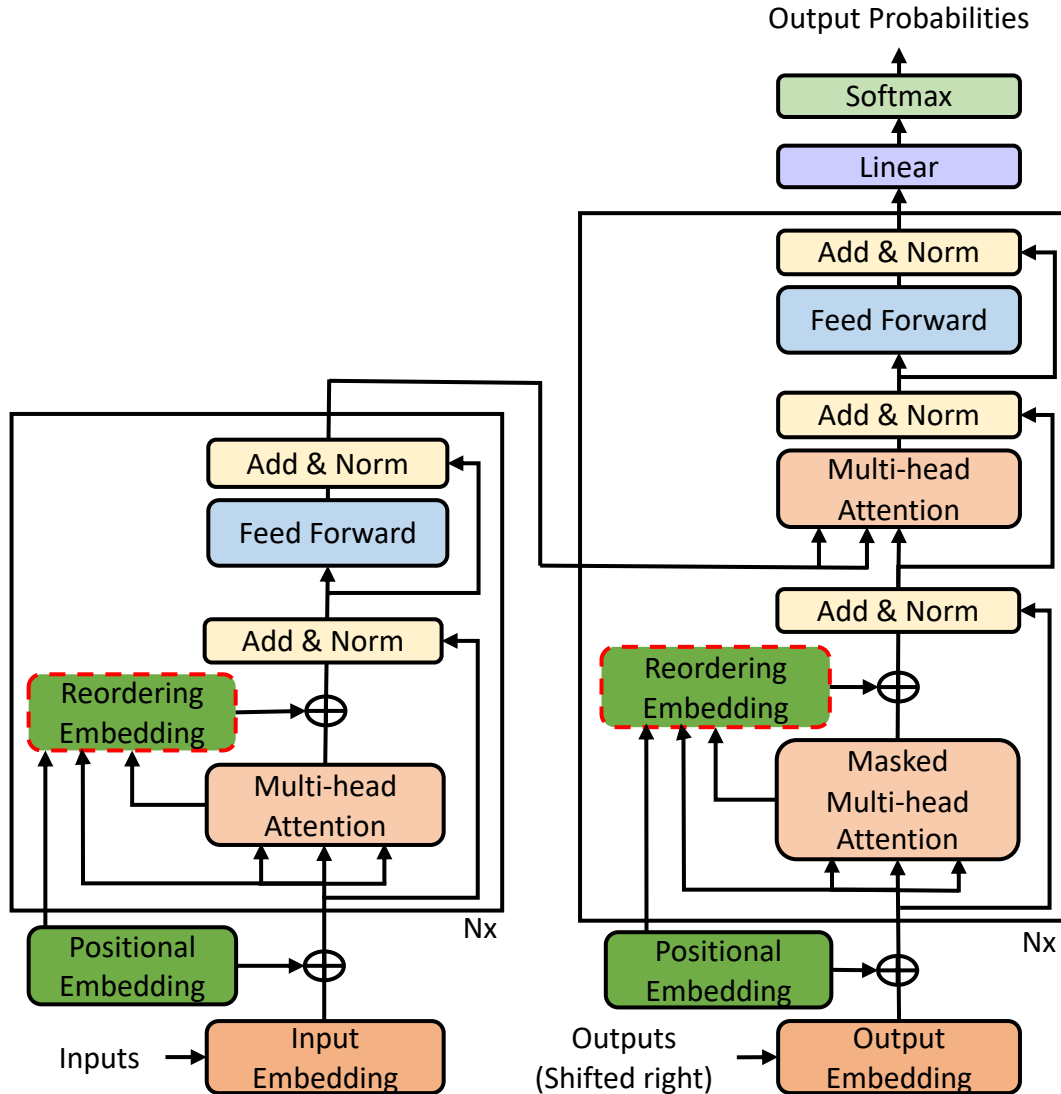 Output Probabilities
Softmax
Linear
Add & Norm
Feed Forward
Add & Norm
Multi-head
Attention
Add & Norm
Reordering
Embedding
Masked
Multi-head
Attention
Nx
Positional
Embedding
Outputs
(Shifted right)
Output
Embedding
Add & Norm
Feed Forward
Add & Norm
Reordering
Embedding
Multi-head
Attention
Nx
Positional
Embedding
Inputs
Input
Embedding